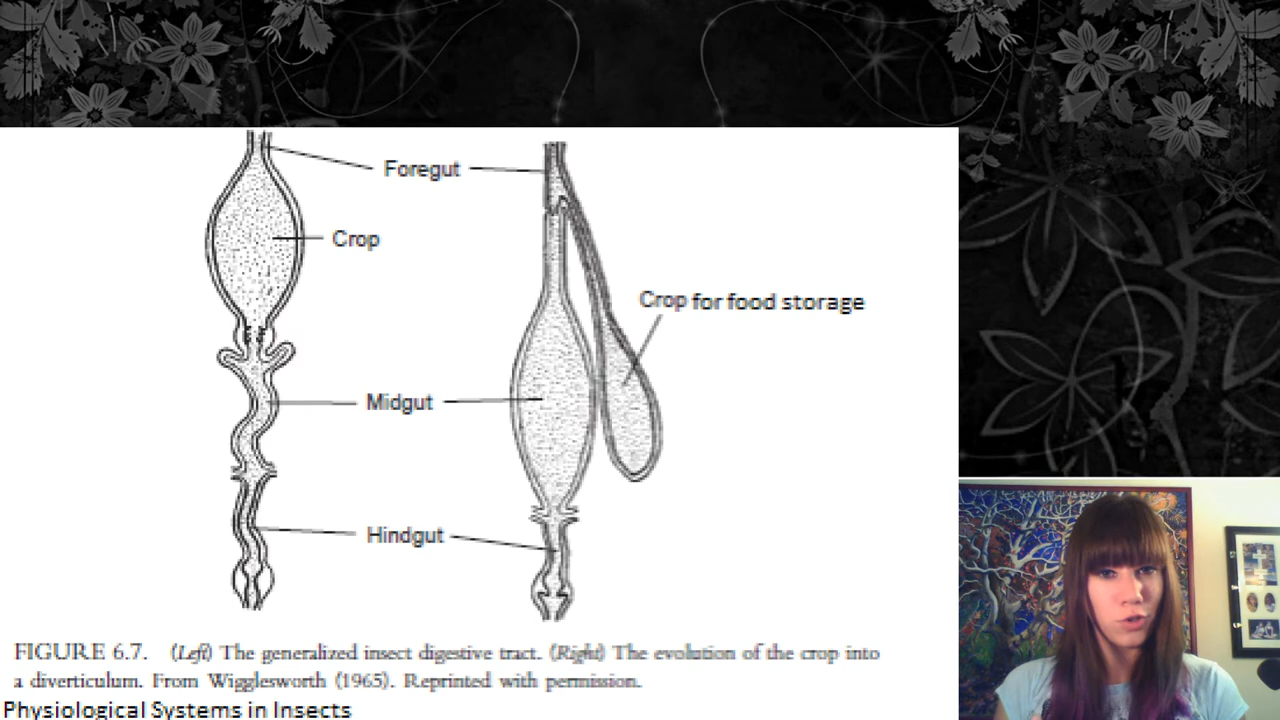 Foregut
Crop
Crop for food storage
Midgut
Hindgut
FIGURE 6.7. (Left) The generalized insect digestive tract. (Right) The evolution of the crop into
a diverticulum. From Wigglesworth (1965). Reprinted with permission.
Physiological Systems in Insects